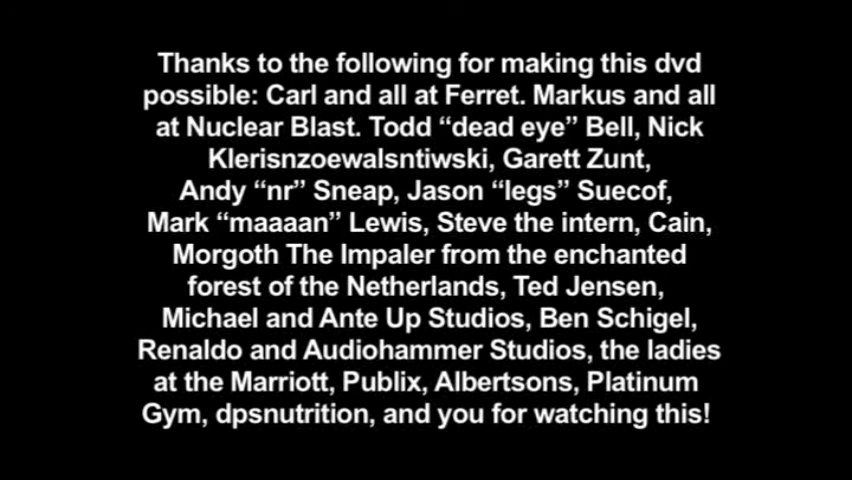 Thanks to the following for making this dvd
possible: Carl and all at Ferret. Markus and all
at Nuclear Blast. Todd “dead eye” Bell, Nick
Klerisnzoewalsntiwski, Garett Zunt,
Andy “nr” Sneap, Jason “legs” Suecof,
Mark “maaaan” Lewis, Steve the intern, Cain,
Morgoth The Impaler from the enchanted
forest of the Netherlands, Ted Jensen,
Michael and Ante Up Studios, Ben Schigel,
Renaldo and Audiohammer Studios, the ladies
at the Marriott, Publix, Albertsons, Platinum
Gym, dpsnutrition, and you for watching this!